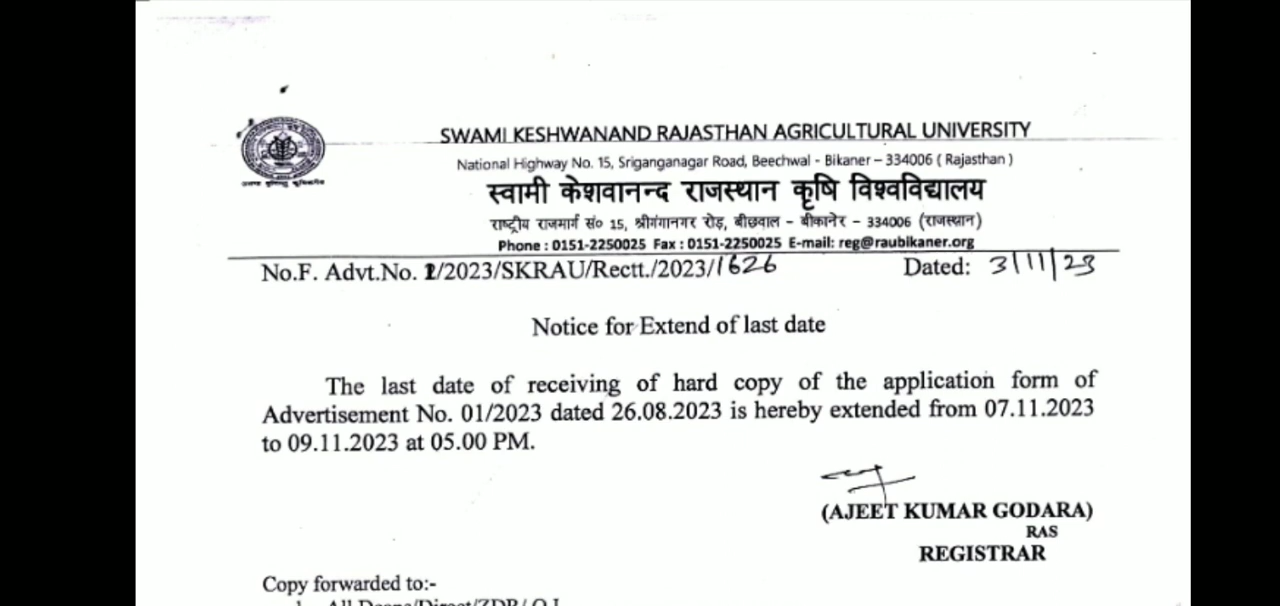 SWAMI KESHWANAND RAJASTHAN AGRICULTURAL UNIVERSITY
National Highway No. 15, Sriganganagar Road, Beechwal - Bikaner – 334006 ( Rajasthan )
स्वामी केशवानन्द राजस्थान कृषि विश्वविद्यालय
राष्ट्रीय राजमार्ग सं० 15, श्रीगंगानगर रोड़, बीछवाल – बीकानेर – 334006 (राजस्थान)
Phone : 0151-2250025 Fax : 0151-2250025 E-mail: reg@raubikaner.org
No.F. Advt.No. 1/2023/SKRAU/Rectt./2023/1626 Dated: 3/11/23
Notice for Extend of last date
The last date of receiving of hard copy of the application form of
Advertisement No. 01/2023 dated 26.08.2023 is hereby extended from 07.11.2023
to 09.11.2023 at 05.00 PM.
(AJEET KUMAR GODARA)
RAS
REGISTRAR
Copy forwarded to:-